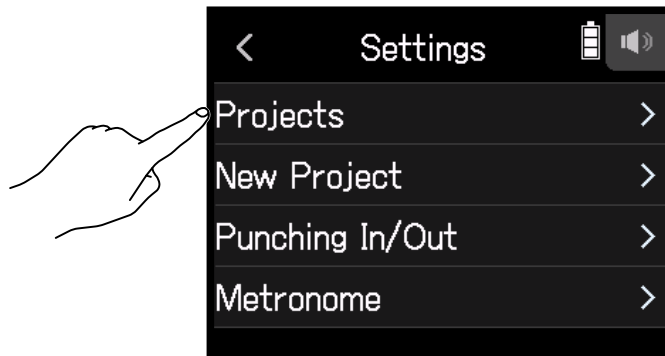 Settings
Projects
New Project
Punching In/Out
Metronome